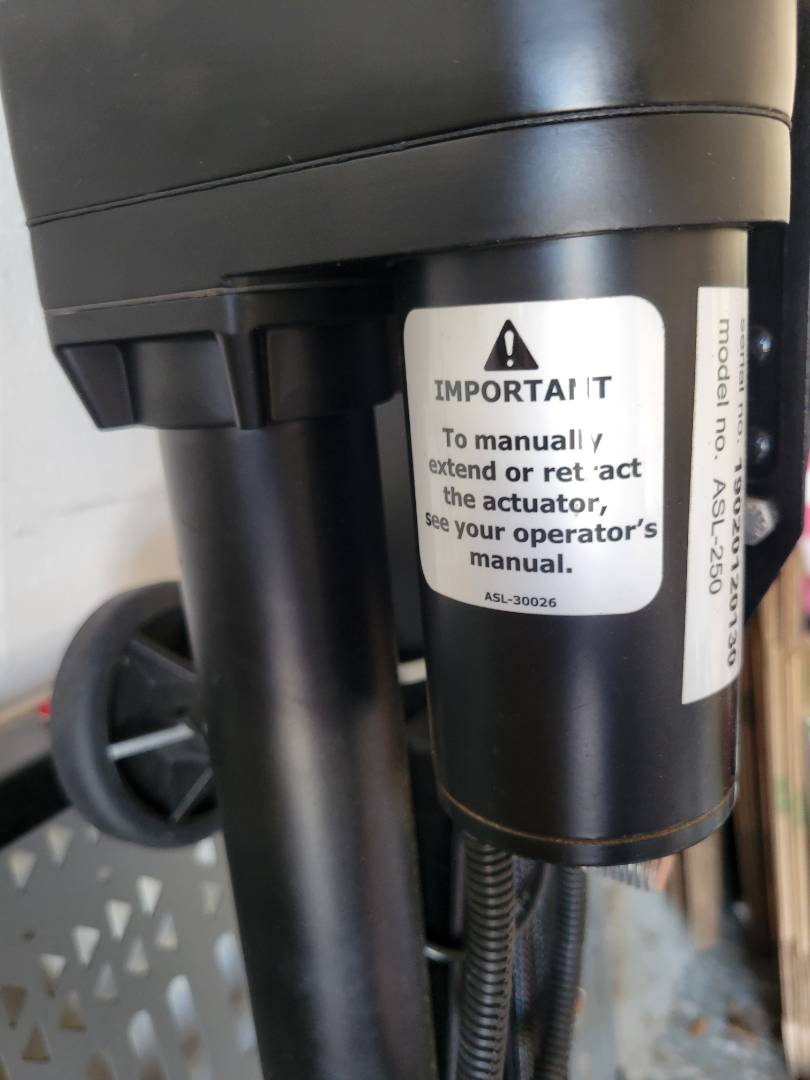 IMPORTANT
To manually
extend or retract
the actuator,
see your operator's
manual.
ASL-30026
serial no. 190201120130
model no. ASL-250